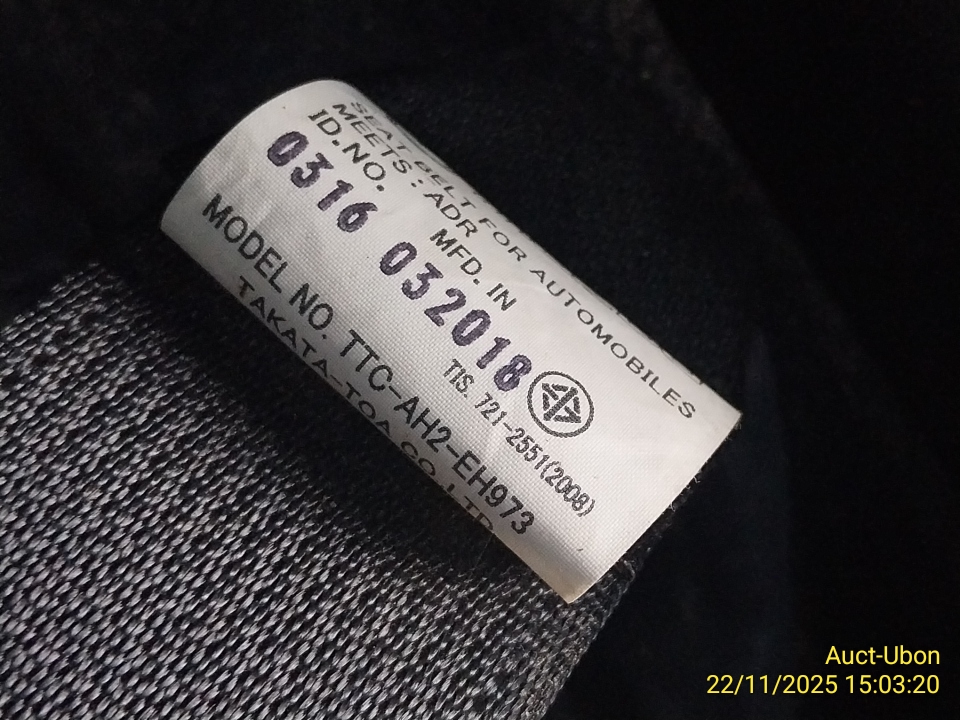 SEAT BELT FOR AUTOMOBILES
MEETS : ADR
ID.NO. MFD. IN
0316 032018
TIS. 721-2551(2008)
MODEL NO. TTC-AH2-EH973
TAKATA-TOA CO.,LTD.
Auct-Ubon
22/11/2025 15:03:20